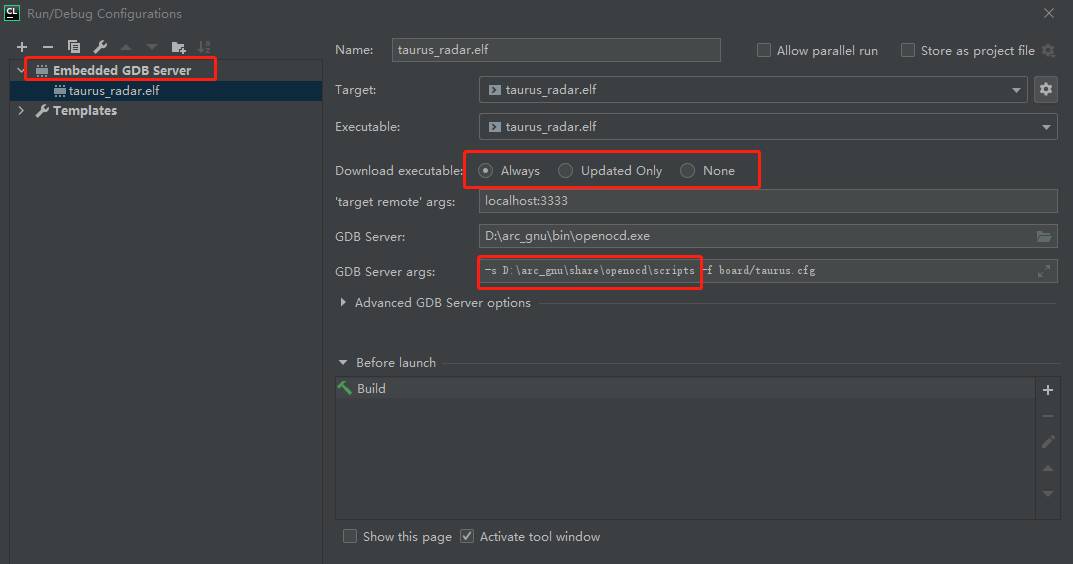 CL Run/Debug Configurations
Embedded GDB Server
taurus_radar.elf
Templates
Name: taurus_radar.elf Allow parallel run Store as project file
Target: taurus_radar.elf
Executable: taurus_radar.elf
Download executable: Always Updated Only None
'target remote' args: localhost:3333
GDB Server: D:\arc_gnu\bin\openocd.exe
GDB Server args: -s D:\arc_gnu\share\openocd\scripts -f board/taurus.cfg
Advanced GDB Server options
Before launch
Build
Show this page Activate tool window